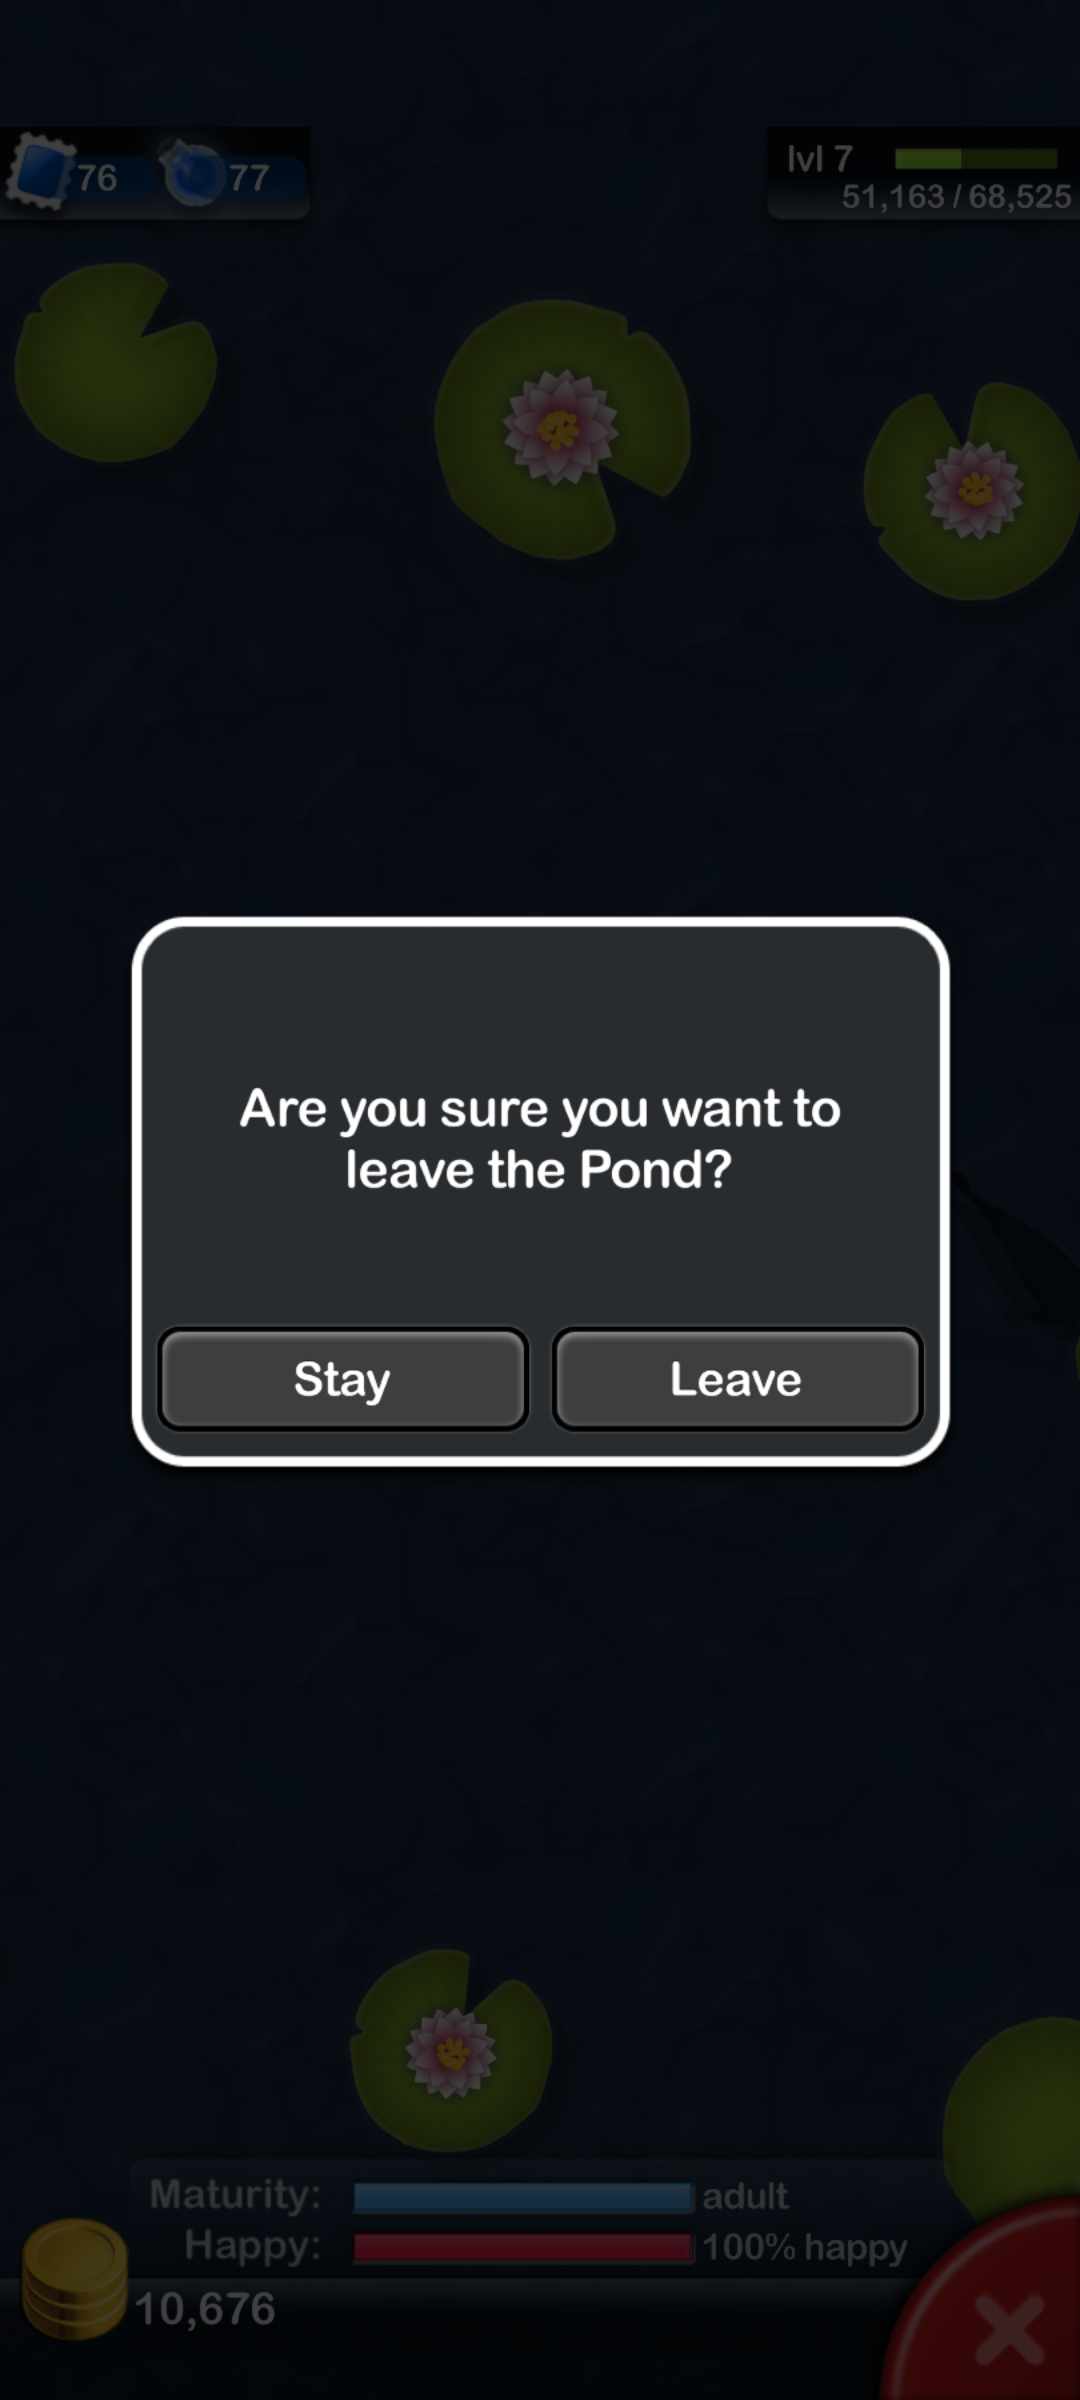 76 77
lvl 7
51,163 / 68,525
Are you sure you want to
leave the Pond?
Stay Leave
Maturity: adult
Happy: 100% happy
10,676